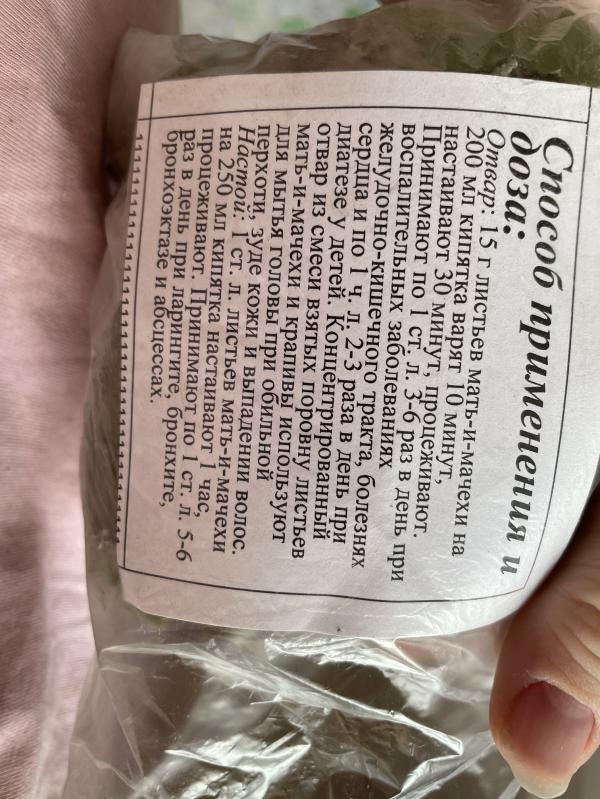 Способ применения и
доза:
Отвар: 15 г листьев мать-и-мачехи на
200 мл кипятка варят 10 минут,
настаивают 30 минут, процеживают.
Принимают по 1 ст. л. 3-6 раз в день при
воспалительных заболеваниях
желудочно-кишечного тракта, болезнях
сердца и по 1 ч. л. 2-3 раза в день при
диатезе у детей. Концентрированный
отвар из смеси взятых поровну листьев
мать-и-мачехи и крапивы используют
для мытья головы при обильной
перхоти, зуде кожи и выпадении волос.
Настой: 1 ст. л. листьев мать-и-мачехи
на 250 мл кипятка настаивают 1 час,
процеживают. Принимают по 1 ст. л. 5-6
раз в день при ларингите, бронхите,
бронхоэктазе и абсцессах.